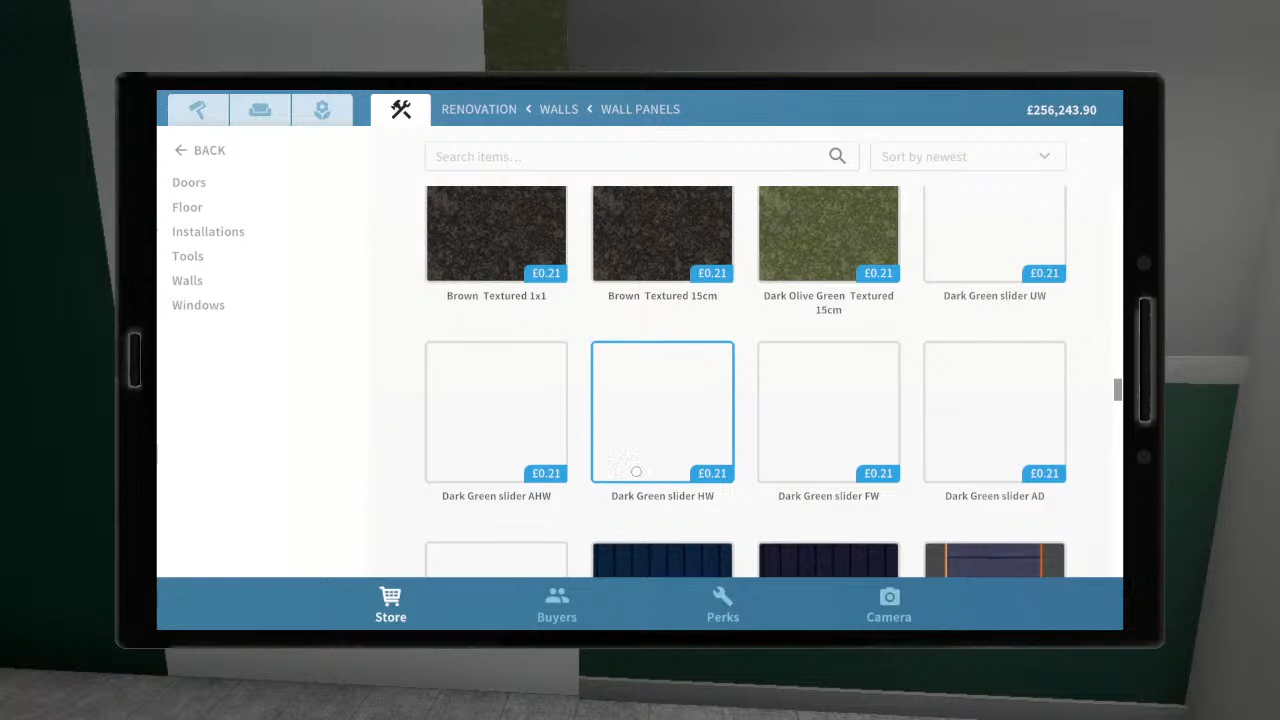 RENOVATION < WALLS < WALL PANELS
£256,243.90
BACK
Search items...
Sort by newest
Doors
Floor
Installations
Tools
Walls
Windows
£0.21 £0.21 £0.21 £0.21
Brown Textured 1x1
Brown Textured 15cm
Dark Olive Green Textured
15cm
Dark Green slider UW
£0.21 £0.21 £0.21 £0.21
Dark Green slider AHW
Dark Green slider HW
Dark Green slider FW
Dark Green slider AD
Store
Buyers
Perks
Camera